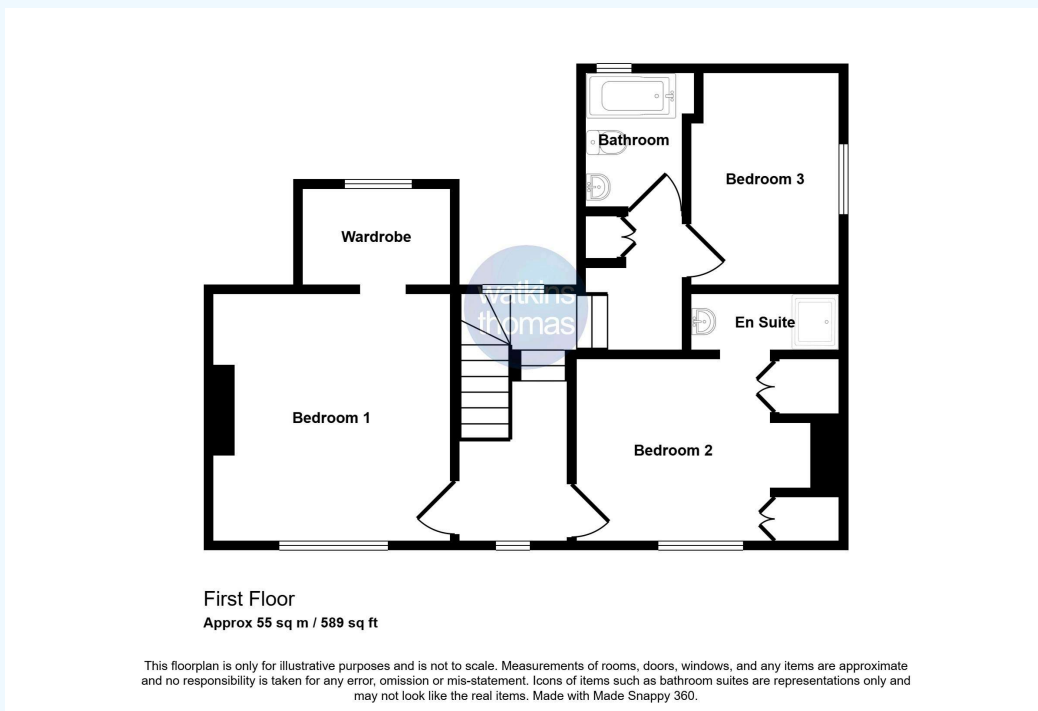 Bathroom
Bedroom 3
Wardrobe
watkins
thomas
En Suite
Bedroom 1
Bedroom 2
First Floor
Approx 55 sq m / 589 sq ft
This floorplan is only for illustrative purposes and is not to scale. Measurements of rooms, doors, windows, and any items are approximate
and no responsibility is taken for any error, omission or mis-statement. Icons of items such as bathroom suites are representations only and
may not look like the real items. Made with Made Snappy 360.